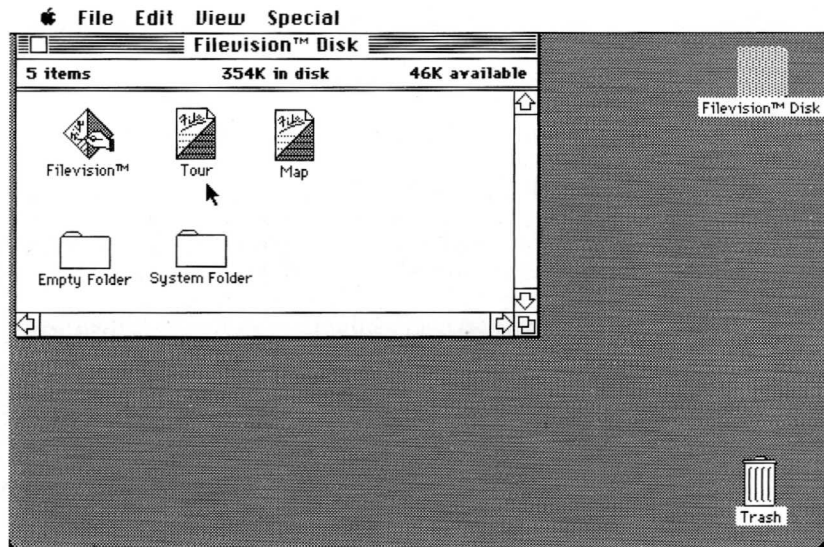 File Edit View Special
Filevision™ Disk
5 items 354K in disk 46K available
Filevision™ Disk
Filevision™ Tour Map
Empty Folder System Folder
Trash